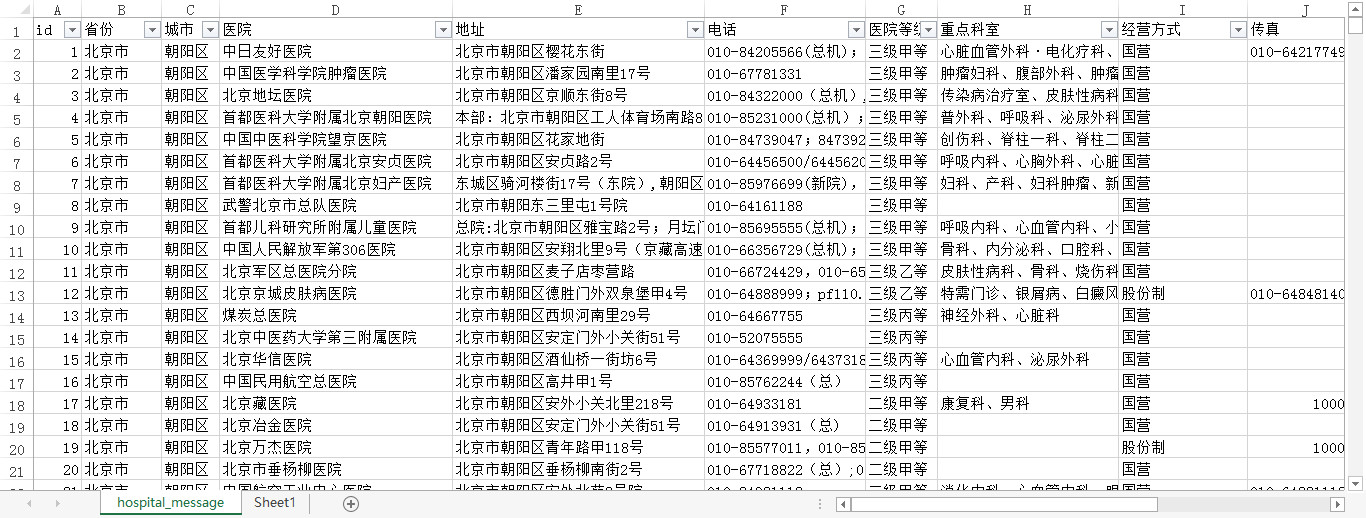 A B C D E F G H I J
1 id 省份 城市 医院 地址 电话 医院等级 重点科室 经营方式 传真
2 1 北京市 朝阳区 中日友好医院 北京市朝阳区樱花东街 010-84205566(总机); 三级甲等 心脏血管外科·电化疗科、 国营 010-64217749
3 2 北京市 朝阳区 中国医学科学院肿瘤医院 北京市朝阳区潘家园南里17号 010-67781331 三级甲等 肿瘤妇科、腹部外科、肿瘤 国营
4 3 北京市 朝阳区 北京地坛医院 北京市朝阳区京顺东街8号 010-84322000（总机）, 三级甲等 传染病治疗室、皮肤性病科 国营
5 4 北京市 朝阳区 首都医科大学附属北京朝阳医院 本部：北京市朝阳区工人体育场南路8 010-85231000(总机)； 三级甲等 普外科、呼吸科、泌尿外科 国营
6 5 北京市 朝阳区 中国中医科学院望京医院 北京市朝阳区花家地街 010-84739047；847392 三级甲等 创伤科、脊柱一科、脊柱二 国营
7 6 北京市 朝阳区 首都医科大学附属北京安贞医院 北京市朝阳区安贞路2号 010-64456500/6445620 三级甲等 呼吸内科、心胸外科、心脏 国营
8 7 北京市 朝阳区 首都医科大学附属北京妇产医院 东城区骑河楼街17号（东院）,朝阳区 010-85976699(新院)， 三级甲等 妇科、产科、妇科肿瘤、新 国营
9 8 北京市 朝阳区 武警北京市总队医院 北京市朝阳东三里屯1号院 010-64161188 三级甲等 国营
10 9 北京市 朝阳区 首都儿科研究所附属儿童医院 总院:北京市朝阳区雅宝路2号；月坛门 010-85695555(总机)； 三级甲等 呼吸内科、心血管内科、小 国营
11 10 北京市 朝阳区 中国人民解放军第306医院 北京市朝阳区安翔北里9号（京藏高速 010-66356729(总机)； 三级甲等 骨科、内分泌科、口腔科、 国营
12 11 北京市 朝阳区 北京军区总医院分院 北京市朝阳区麦子店枣营路 010-66724429，010-65 三级乙等 皮肤性病科、骨科、烧伤科 国营
13 12 北京市 朝阳区 北京京城皮肤病医院 北京市朝阳区德胜门外双泉堡甲4号 010-64888999；pf110. 三级乙等 特需门诊、银屑病、白癜风 股份制 010-64848140
14 13 北京市 朝阳区 煤炭总医院 北京市朝阳区西坝河南里29号 010-64667755 三级丙等 神经外科、心脏科 国营
15 14 北京市 朝阳区 北京中医药大学第三附属医院 北京市朝阳区安定门外小关街51号 010-52075555 三级丙等 国营
16 15 北京市 朝阳区 北京华信医院 北京市朝阳区酒仙桥一街坊6号 010-64369999/6437318 三级丙等 心血管内科、泌尿外科 国营
17 16 北京市 朝阳区 中国民用航空总医院 北京市朝阳区高井甲1号 010-85762244（总） 三级丙等 国营
18 17 北京市 朝阳区 北京藏医院 北京市朝阳区安外小关北里218号 010-64933181 二级甲等 康复科、男科 国营 1000
19 18 北京市 朝阳区 北京冶金医院 北京市朝阳区安定门外小关街51号 010-64913931（总） 二级甲等 国营
20 19 北京市 朝阳区 北京万杰医院 北京市朝阳区青年路甲118号 010-85577011，010-85 二级甲等 股份制 1000
21 20 北京市 朝阳区 北京市垂杨柳医院 北京市朝阳区垂杨柳南街2号 010-67718822（总）;0 二级甲等 国营
hospital_message Sheet1